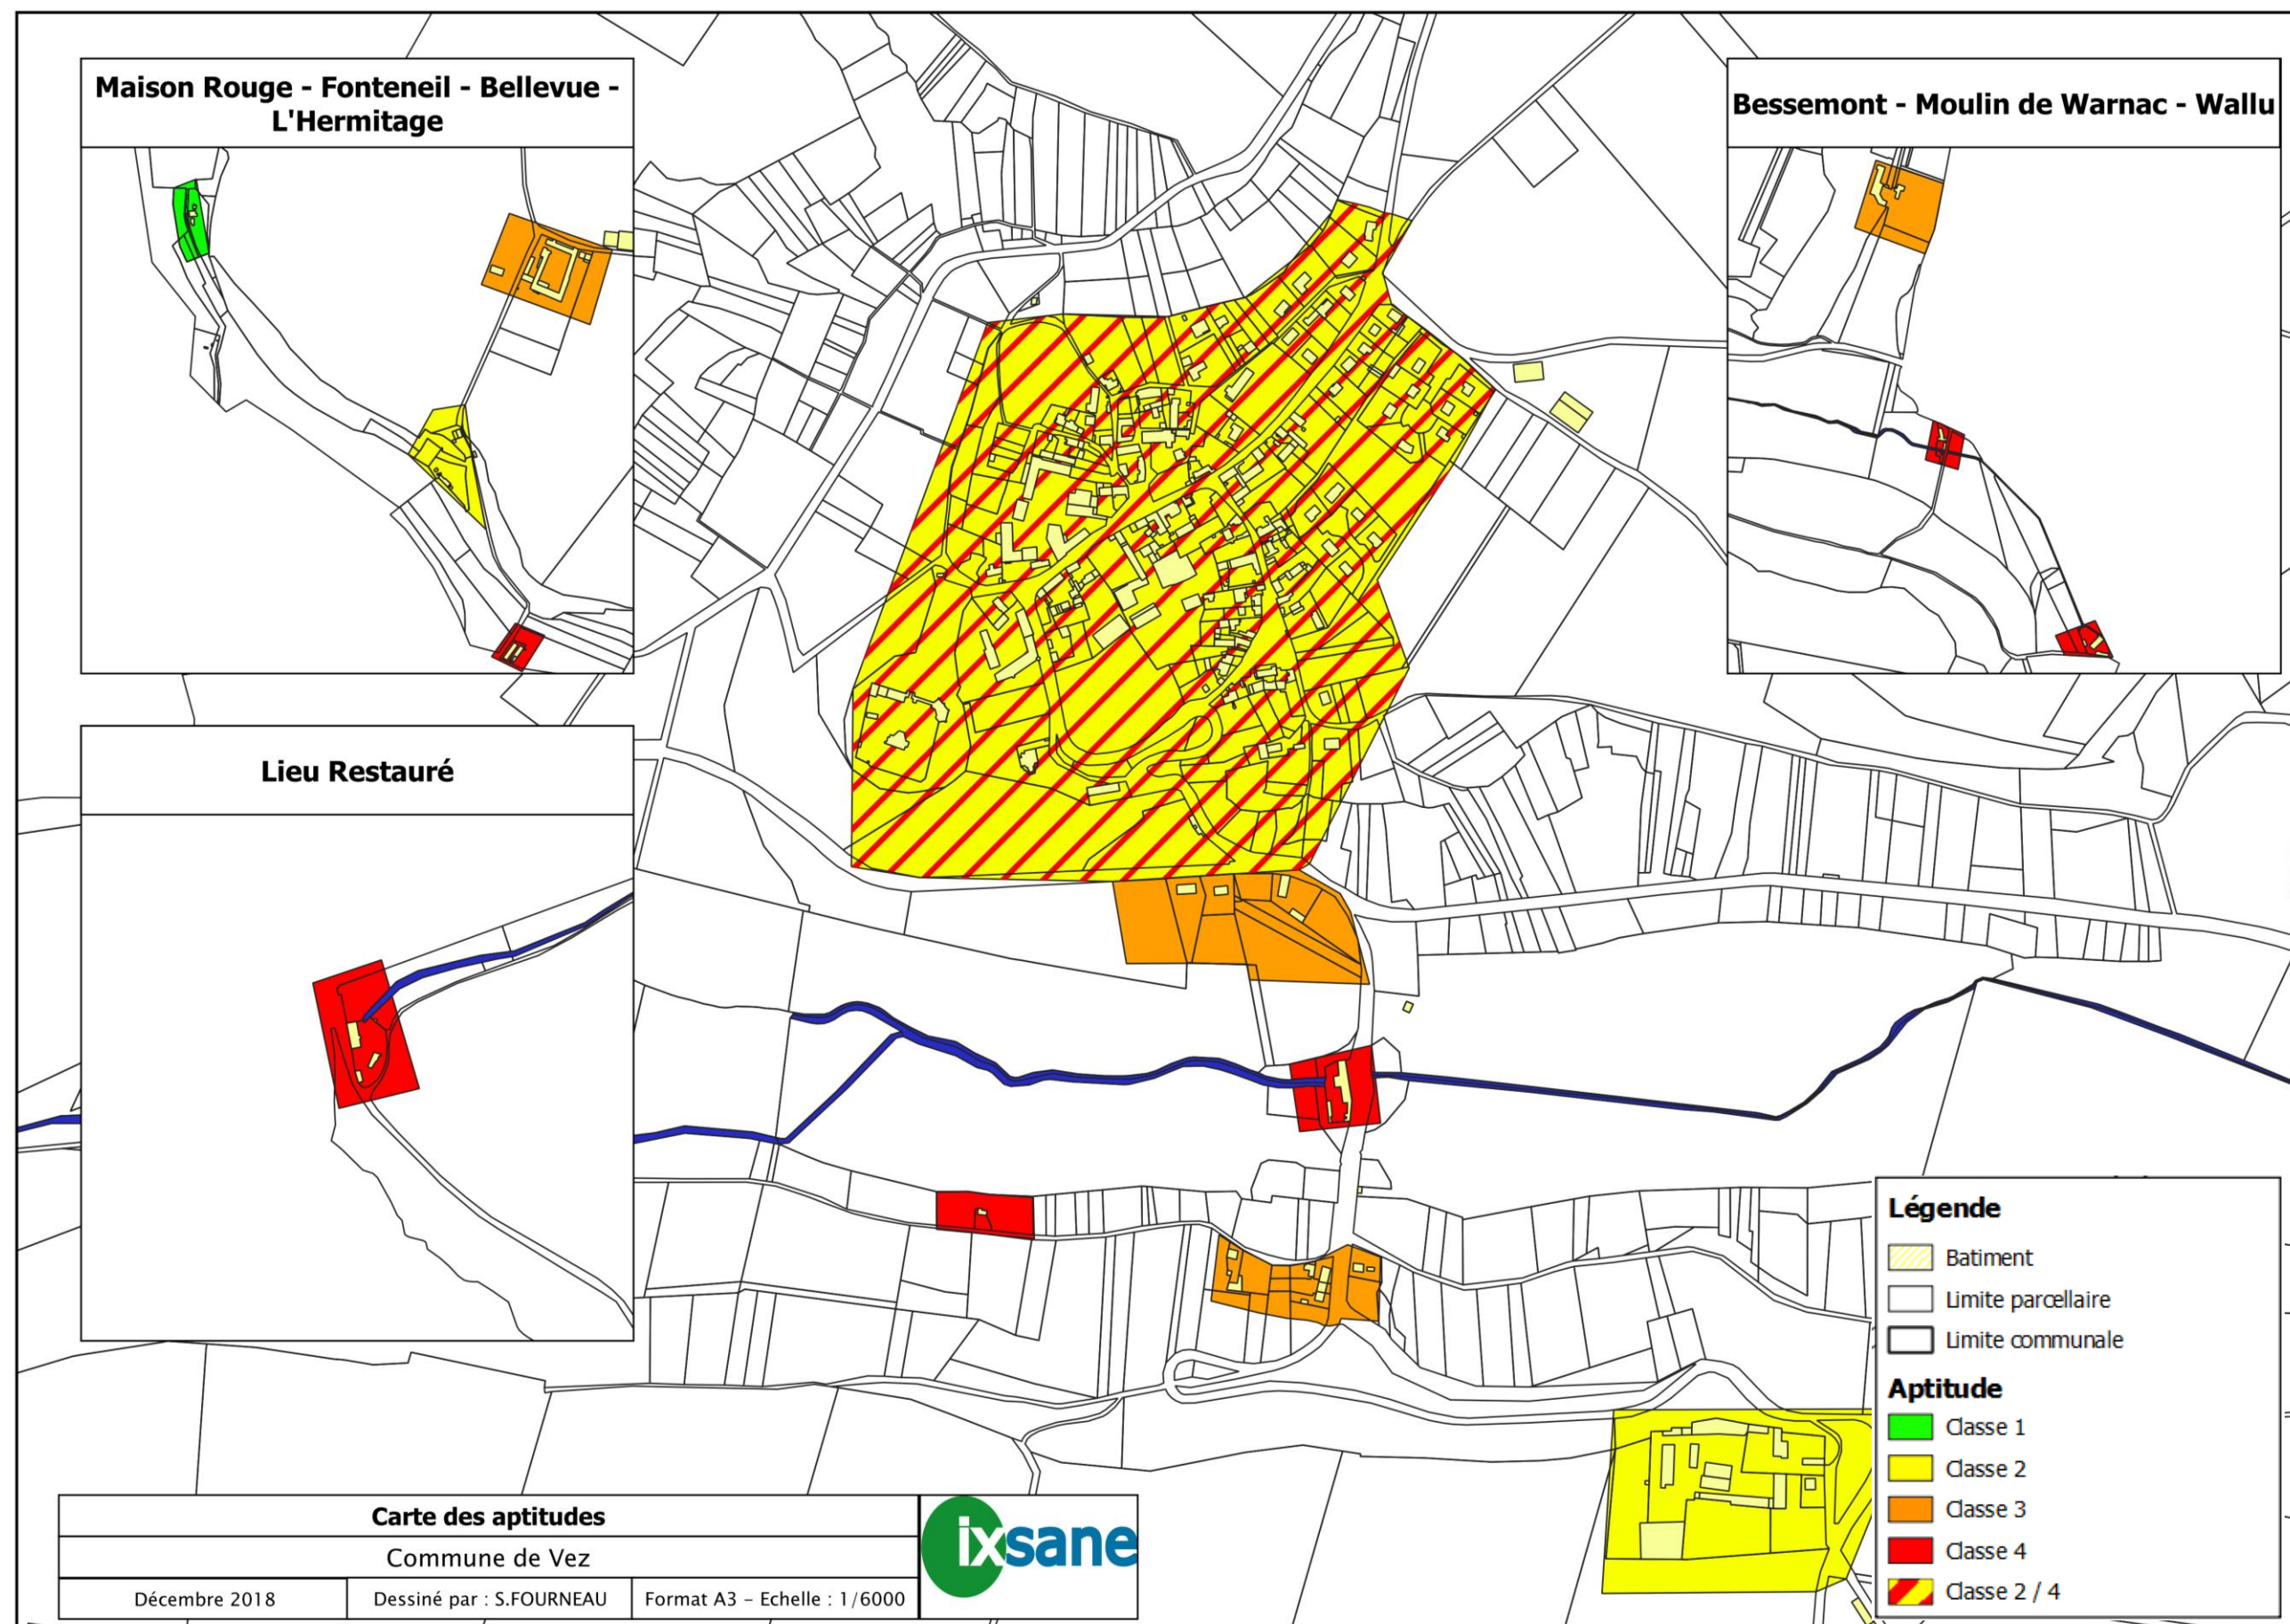 Maison Rouge - Fonteneil - Bellevue -
L'Hermitage
Bessemont - Moulin de Warnac - Wallu
Lieu Restauré
Légende
Batiment
Limite parcellaire
Limite communale
Aptitude
Classe 1
Classe 2
Classe 3
Classe 4
Classe 2 / 4
Carte des aptitudes
Commune de Vez
Décembre 2018
Dessiné par : S.FOURNEAU
Format A3 – Echelle : 1/6000
ixsane